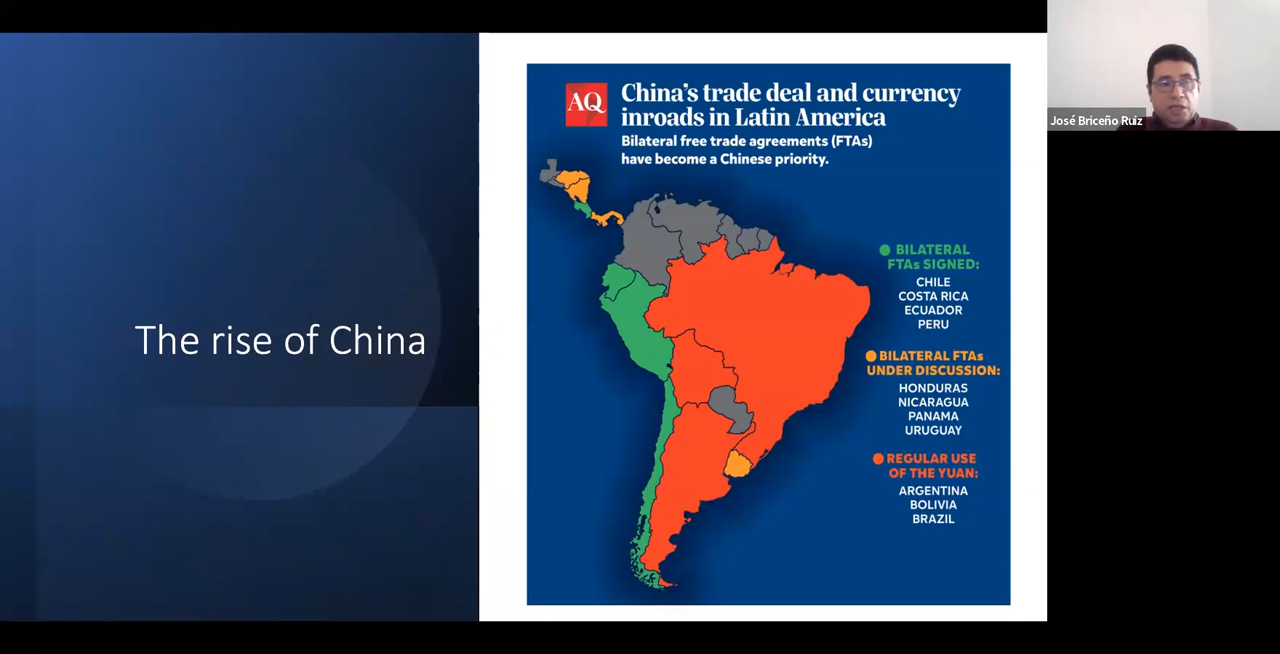 The rise of China
AQ
China's trade deal and currency
inroads in Latin America
Bilateral free trade agreements (FTAs)
have become a Chinese priority.
BILATERAL
FTAs SIGNED:
CHILE
COSTA RICA
ECUADOR
PERU
BILATERAL FTAs
UNDER DISCUSSION:
HONDURAS
NICARAGUA
PANAMA
URUGUAY
REGULAR USE
OF THE YUAN:
ARGENTINA
BOLIVIA
BRAZIL
José Briceño Ruiz